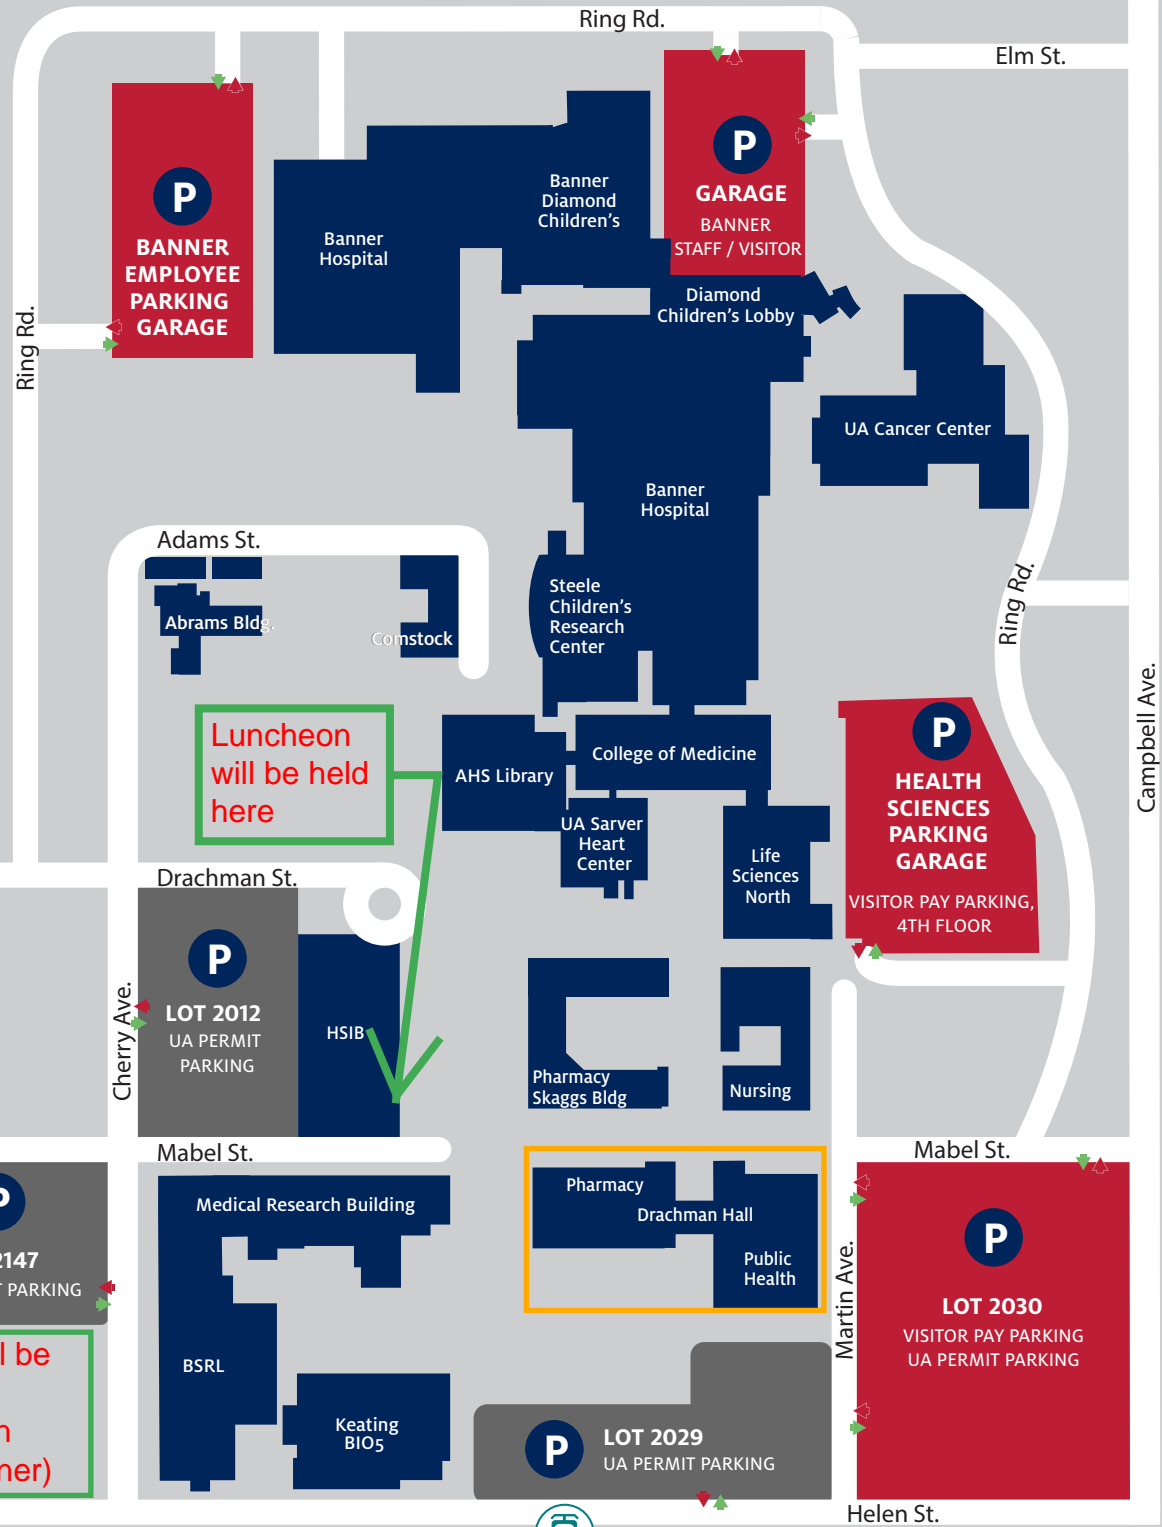 Ring Rd.
Elm St.
P
GARAGE
BANNER
STAFF / VISITOR
P
BANNER
EMPLOYEE
PARKING
GARAGE
Banner
Diamond
Children's
Banner
Hospital
Diamond
Children's Lobby
Ring Rd.
UA Cancer Center
Banner
Hospital
Adams St.
Steele
Children's
Research
Center
Abrams Bldg.
Comstock
Ring Rd.
Campbell Ave.
Luncheon
will be held
here
AHS Library
College of Medicine
P
HEALTH
SCIENCES
PARKING
GARAGE
VISITOR PAY PARKING,
4TH FLOOR
UA Sarver
Heart
Center
Life
Sciences
North
Drachman St.
P
LOT 2012
UA PERMIT
PARKING
HSIB
Cherry Ave.
Pharmacy
Skaggs Bldg
Nursing
Mabel St.
Mabel St.
P
2147
T PARKING
Medical Research Building
Pharmacy
Drachman Hall
Public
Health
Martin Ave.
P
LOT 2030
VISITOR PAY PARKING
UA PERMIT PARKING
l be
n
ner)
BSRL
Keating
BIO5
P
LOT 2029
UA PERMIT PARKING
Helen St.